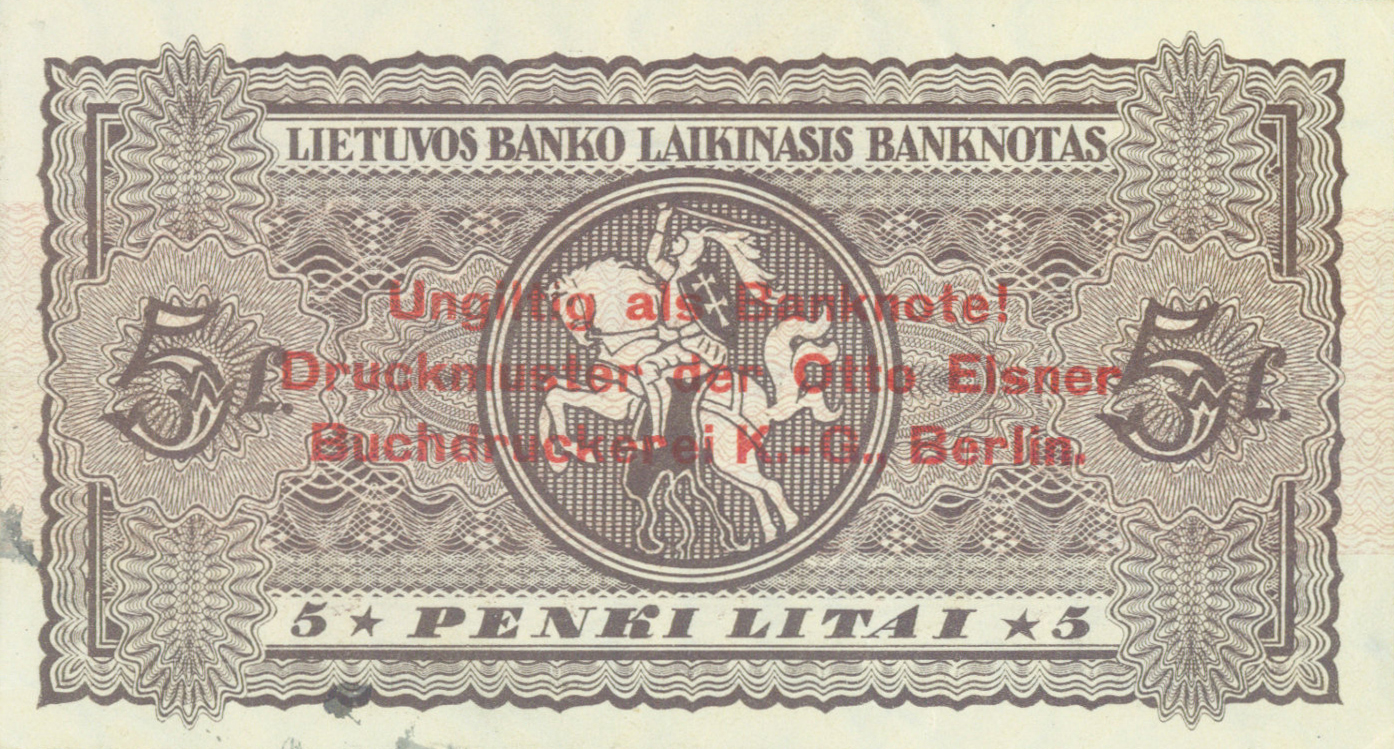 LIETUVOS BANKO LAIKINASIS BANKNOTAS
Ungiltig als Banknote!
5 L. Druckmuster der Otto Elsner 5 L.
Buchdruckerei K.-G., Berlin.
5 ★ PENKI LITAI ★ 5